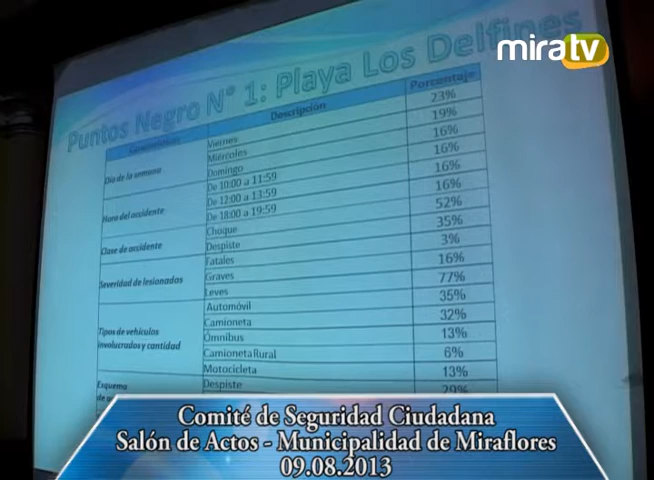 miratv
Puntos Negro N° 1: Playa Los Delfines
Descripción Porcentaje
Día de la semana
Viernes 23%
Miércoles 19%
Domingo 16%
Hora del accidente
De 10:00 a 11:59 16%
De 12:00 a 13:59 16%
De 18:00 a 19:59 16%
Clase de accidente
Choque 52%
Despiste 35%
Severidad de lesionados
Fatales 3%
Graves 16%
Leves 77%
Tipos de vehículos
involucrados y cantidad
Automóvil 35%
Camioneta 32%
Ómnibus 13%
Camioneta Rural 6%
Motocicleta 13%
Esquema
Despiste 29%
Comité de Seguridad Ciudadana
Salón de Actos - Municipalidad de Miraflores
09.08.2013